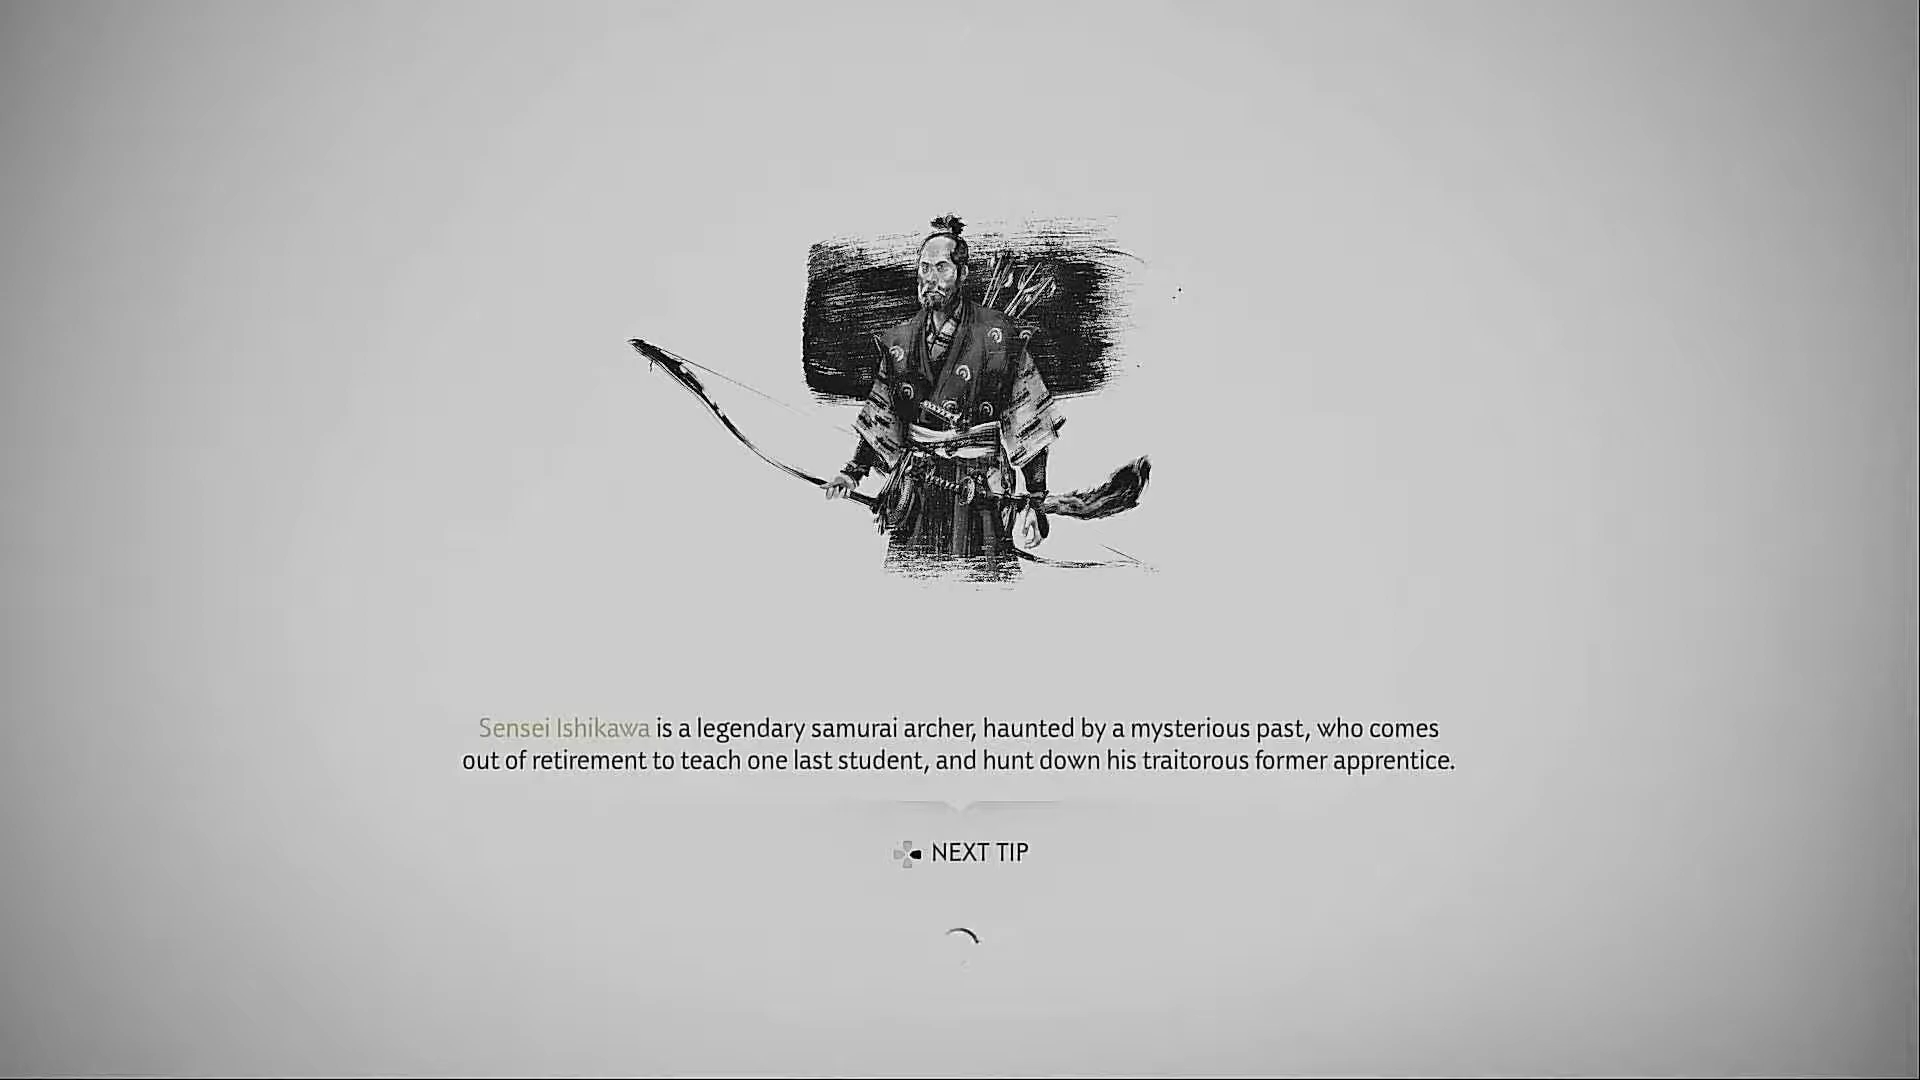 Sensei Ishikawa is a legendary samurai archer, haunted by a mysterious past, who comes
out of retirement to teach one last student, and hunt down his traitorous former apprentice.
NEXT TIP